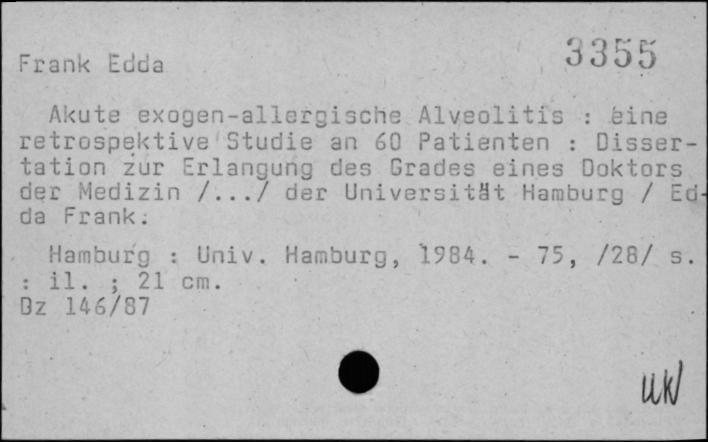 3355
Frank Edda
Akute exogen-allergische Alveolitis : eine
retrospektive Studie an 60 Patienten : Disser-
tation zur Erlangung des Grades eines Doktors
der Medizin /.../ der Universität Hamburg / Ed-
da Frank.
Hamburg : Univ. Hamburg, 1984. - 75, /28/ s.
: il. ; 21 cm.
Dz 146/87